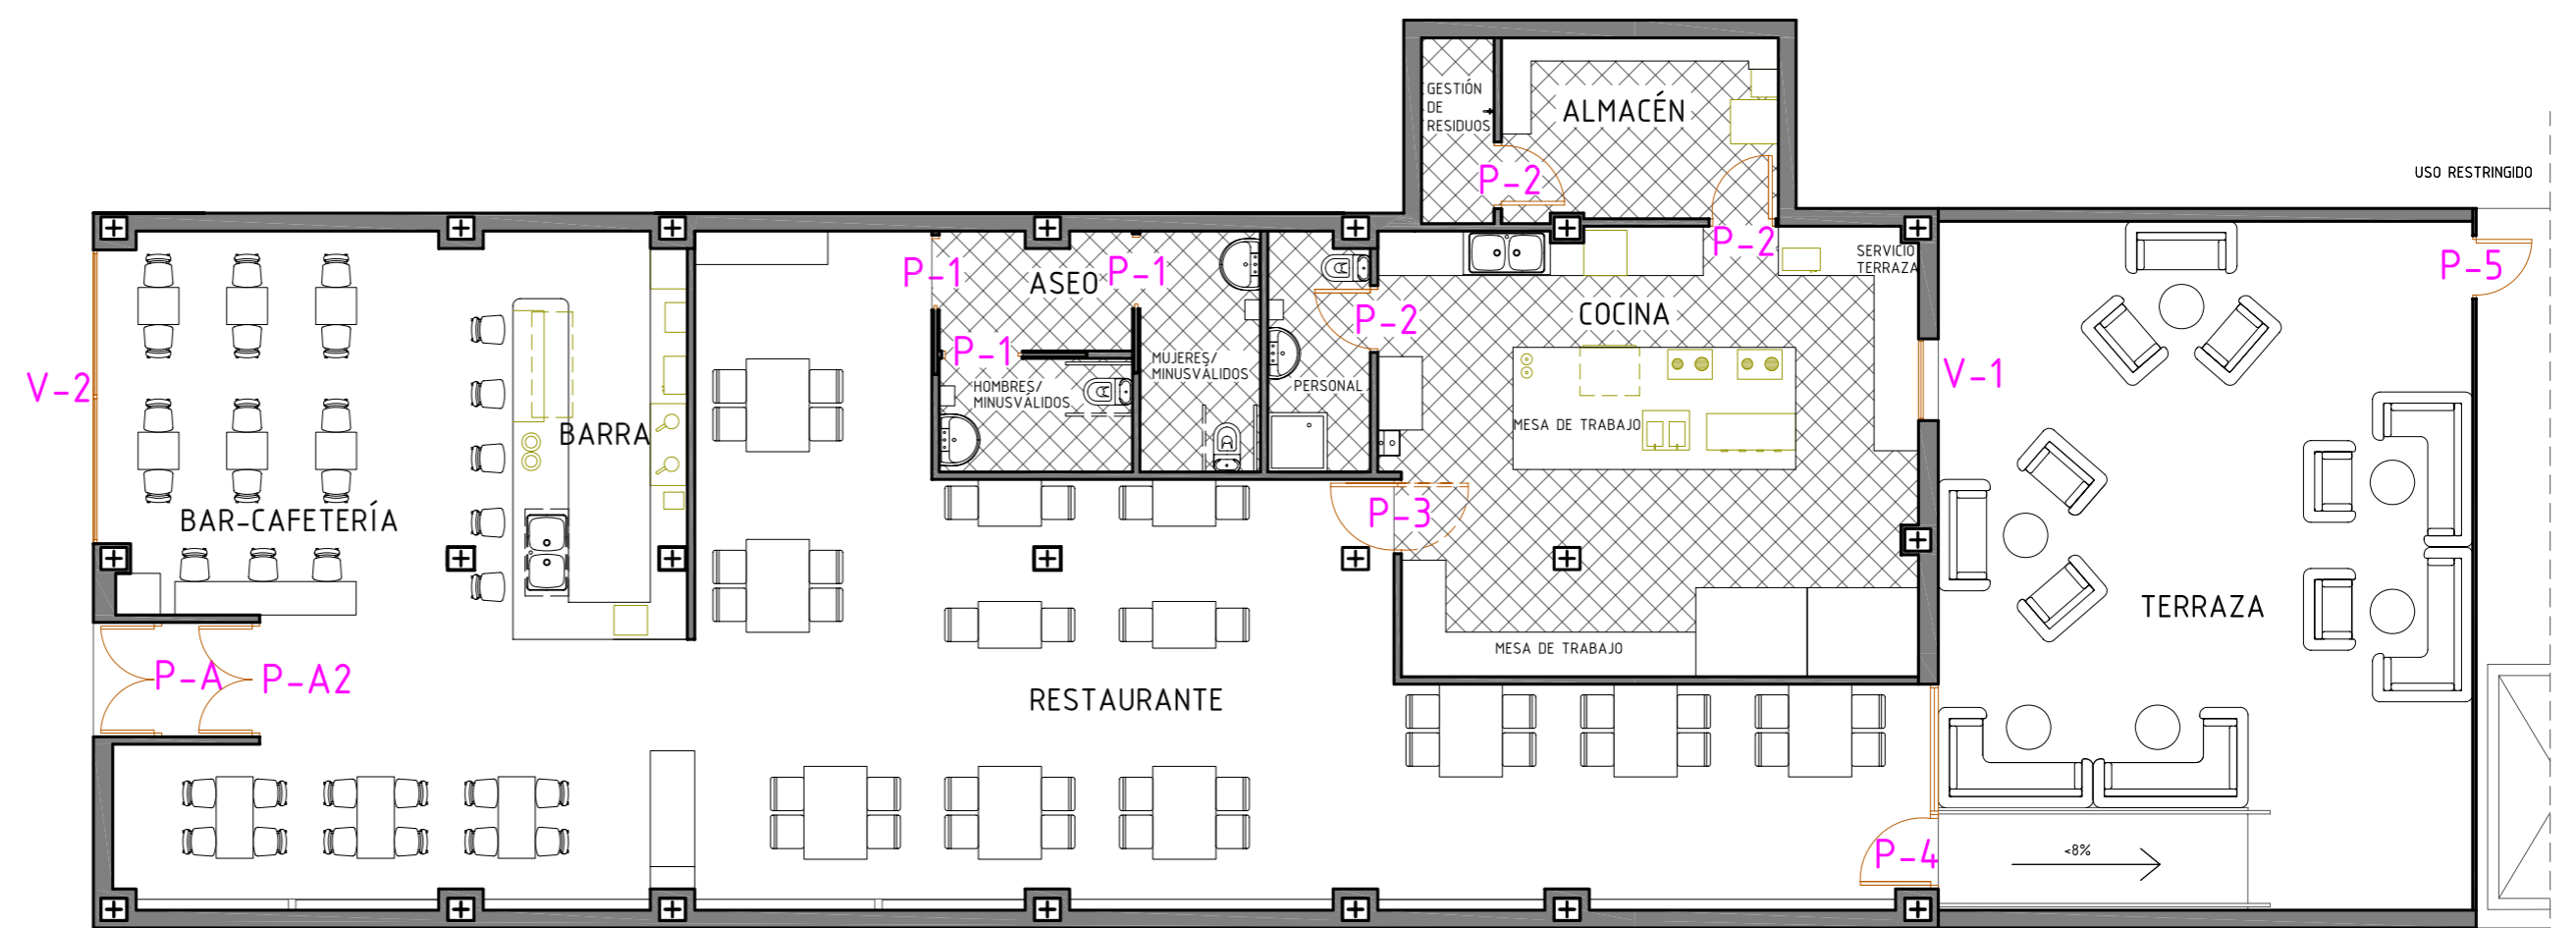 GESTIÓN
DE
RESIDUOS
ALMACÉN
P-2
USO RESTRINGIDO
P-1
ASEO
P-1
P-2
SERVICIO
TERRAZA
P-5
COCINA
P-2
P-1
MUJERES/
MINUSVÁLIDOS
HOMBRES/
MINUSVÁLIDOS
PERSONAL
V-2
V-1
MESA DE TRABAJO
BARRA
BAR-CAFETERÍA
P-3
TERRAZA
MESA DE TRABAJO
P-A
P-A2
RESTAURANTE
P-4
<8%